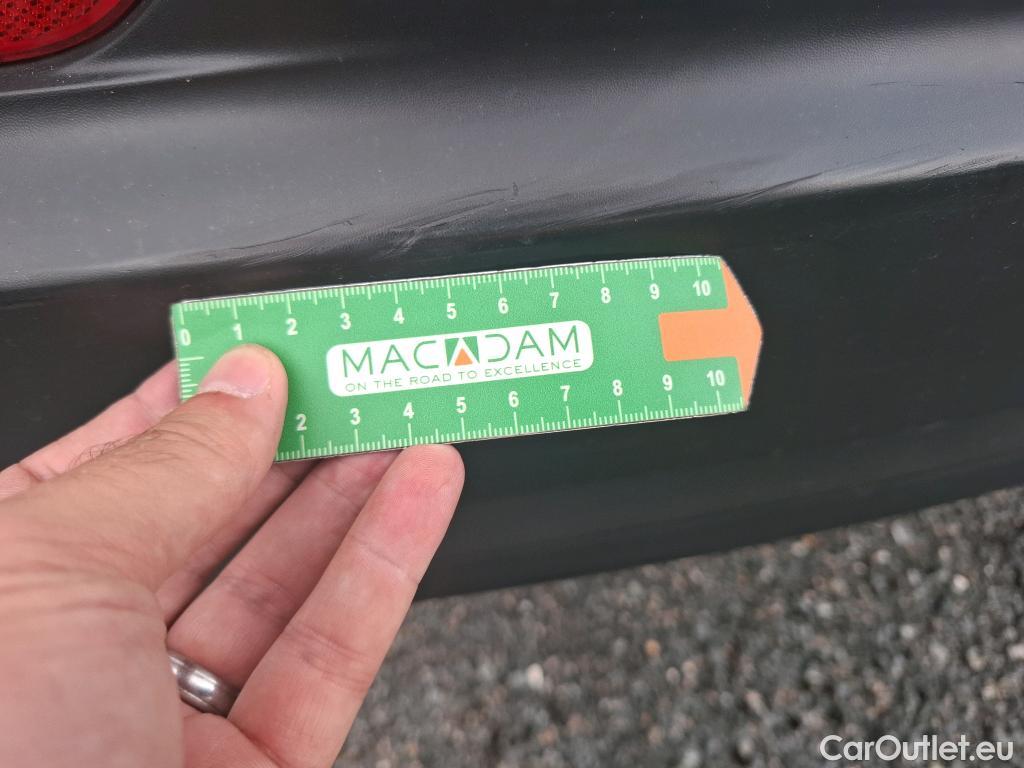 0 1 2 3 4 5 6 7 8 9 10
MACADAM
ON THE ROAD TO EXCELLENCE
2 3 4 5 6 7 8 9 10
CarOutlet.eu